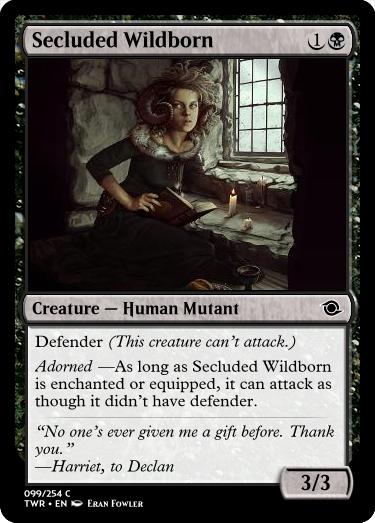 Secluded Wildborn 1
Defender (This creature can't attack.)
Creature — Human Mutant
Adorned —As long as Secluded Wildborn
is enchanted or equipped, it can attack as
though it didn't have defender.
"No one's ever given me a gift before. Thank
you."
—Harriet, to Declan
3/3
099/254 C
TWR • EN Eran Fowler